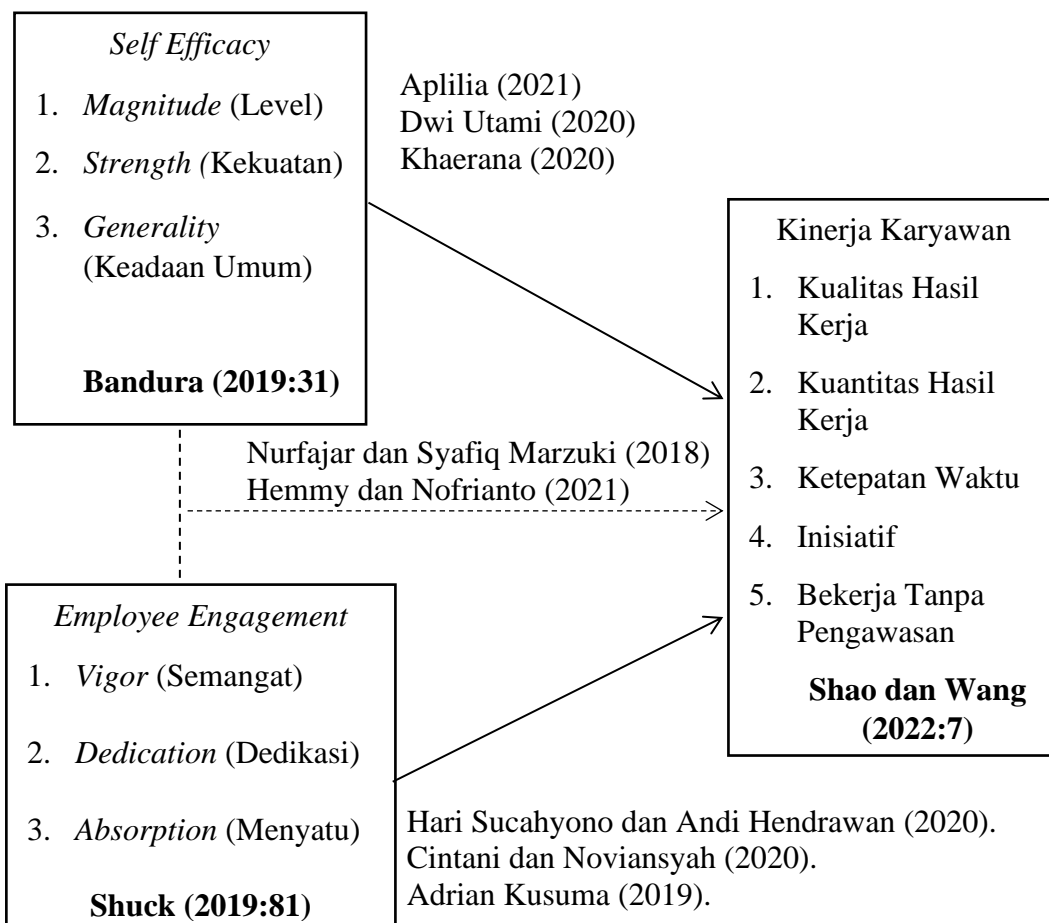 Self Efficacy
1. Magnitude (Level)
2. Strength (Kekuatan)
3. Generality
(Keadaan Umum)
Bandura (2019:31)
Aplilia (2021)
Dwi Utami (2020)
Khaerana (2020)
Nurfajar dan Syafiq Marzuki (2018)
Hemmy dan Nofrianto (2021)
Employee Engagement
1. Vigor (Semangat)
2. Dedication (Dedikasi)
3. Absorption (Menyatu)
Shuck (2019:81)
Hari Sucahyono dan Andi Hendrawan (2020).
Cintani dan Noviansyah (2020).
Adrian Kusuma (2019).
Kinerja Karyawan
1. Kualitas Hasil
Kerja
2. Kuantitas Hasil
Kerja
3. Ketepatan Waktu
4. Inisiatif
5. Bekerja Tanpa
Pengawasan
Shao dan Wang
(2022:7)